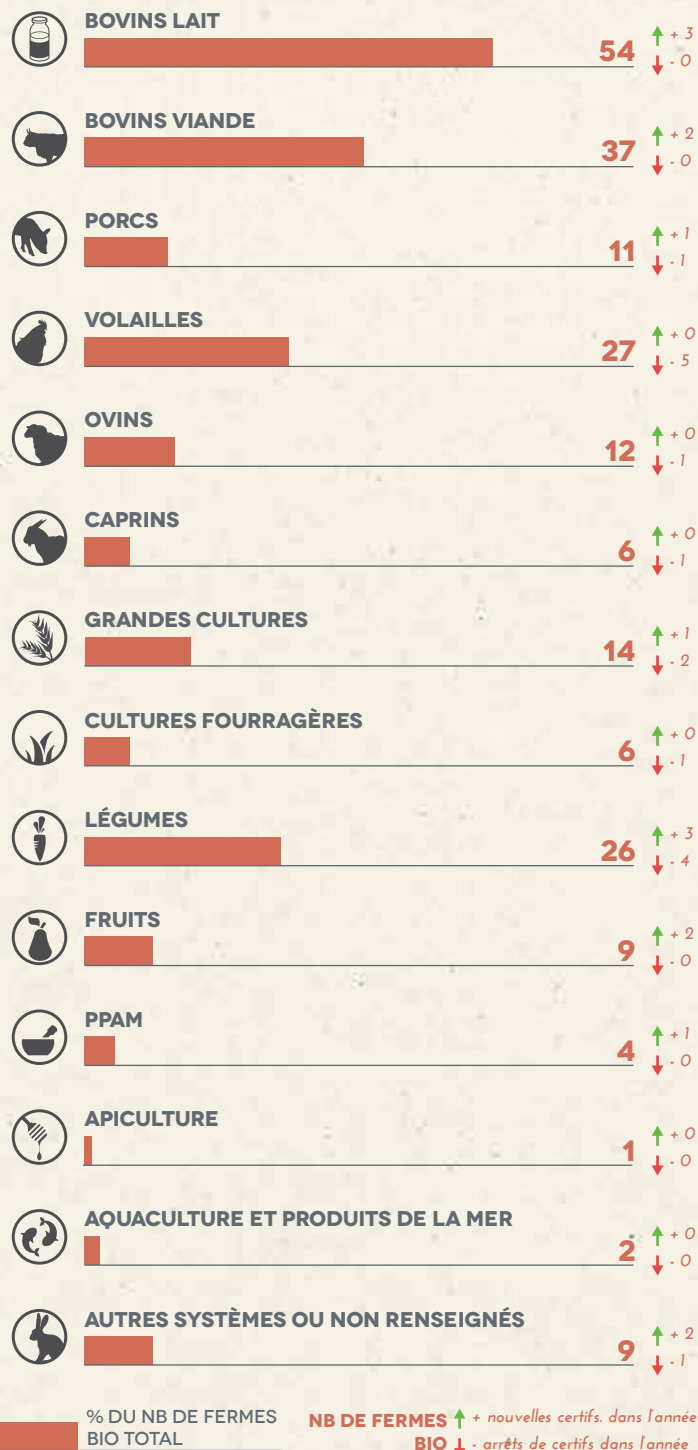 BOVINS LAIT
54
+ 3
- 0
BOVINS VIANDE
37
+ 2
- 0
PORCS
11
+ 1
- 1
VOLAILLES
27
+ 0
- 5
OVINS
12
+ 0
- 1
CAPRINS
6
+ 0
- 1
GRANDES CULTURES
14
+ 1
- 2
CULTURES FOURRAGÈRES
6
+ 0
- 1
LÉGUMES
26
+ 3
- 4
FRUITS
9
+ 2
- 0
PPAM
4
+ 1
- 0
APICULTURE
1
+ 0
- 0
AQUACULTURE ET PRODUITS DE LA MER
2
+ 0
- 0
AUTRES SYSTÈMES OU NON RENSEIGNÉS
9
+ 2
- 1
% DU NB DE FERMES
BIO TOTAL
NB DE FERMES
BIO
+ nouvelles certifs. dans l'année
- arrêts de certifs dans l'année